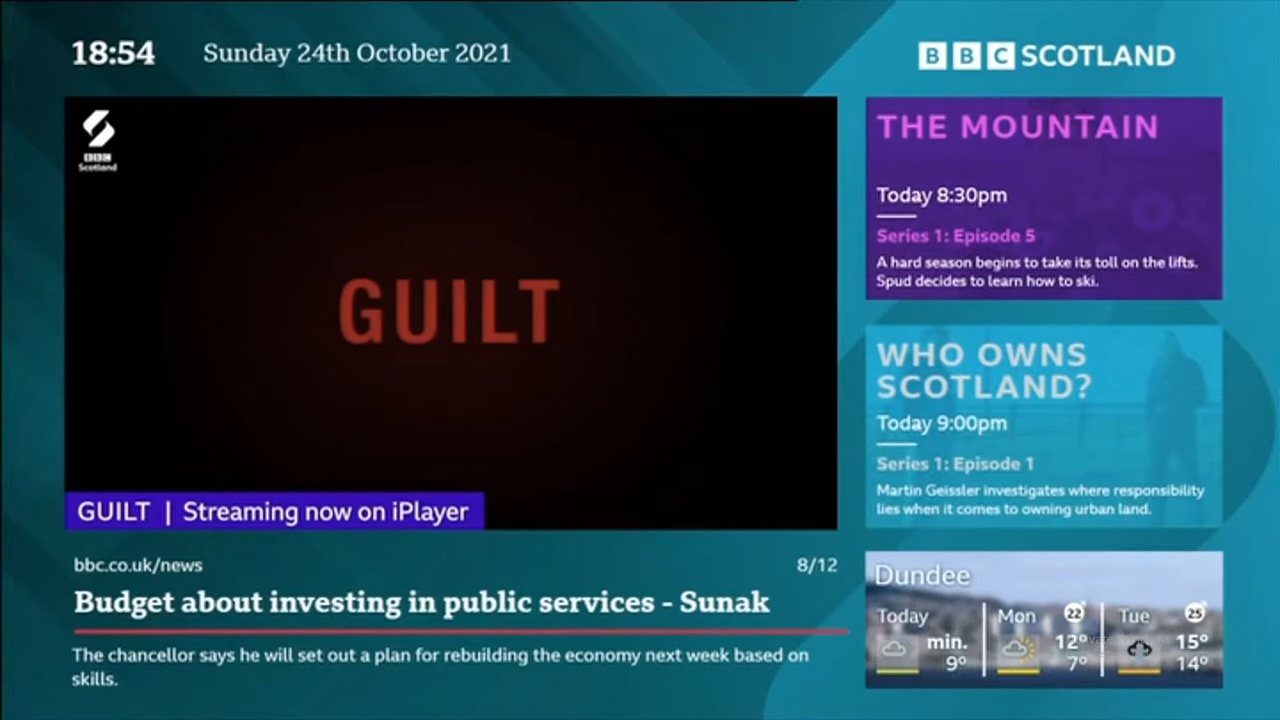 18:54
Sunday 24th October 2021
BBC SCOTLAND
BBC
Scotland
GUILT
GUILT | Streaming now on iPlayer
bbc.co.uk/news
8/12
Budget about investing in public services - Sunak
The chancellor says he will set out a plan for rebuilding the economy next week based on
skills.
THE MOUNTAIN
Today 8:30pm
Series 1: Episode 5
A hard season begins to take its toll on the lifts.
Spud decides to learn how to ski.
WHO OWNS
SCOTLAND?
Today 9:00pm
Series 1: Episode 1
Martin Geissler investigates where responsibility
lies when it comes to owning urban land.
Dundee
Today
min.
9°
Mon
22
12°
7°
Tue
25
15°
14°